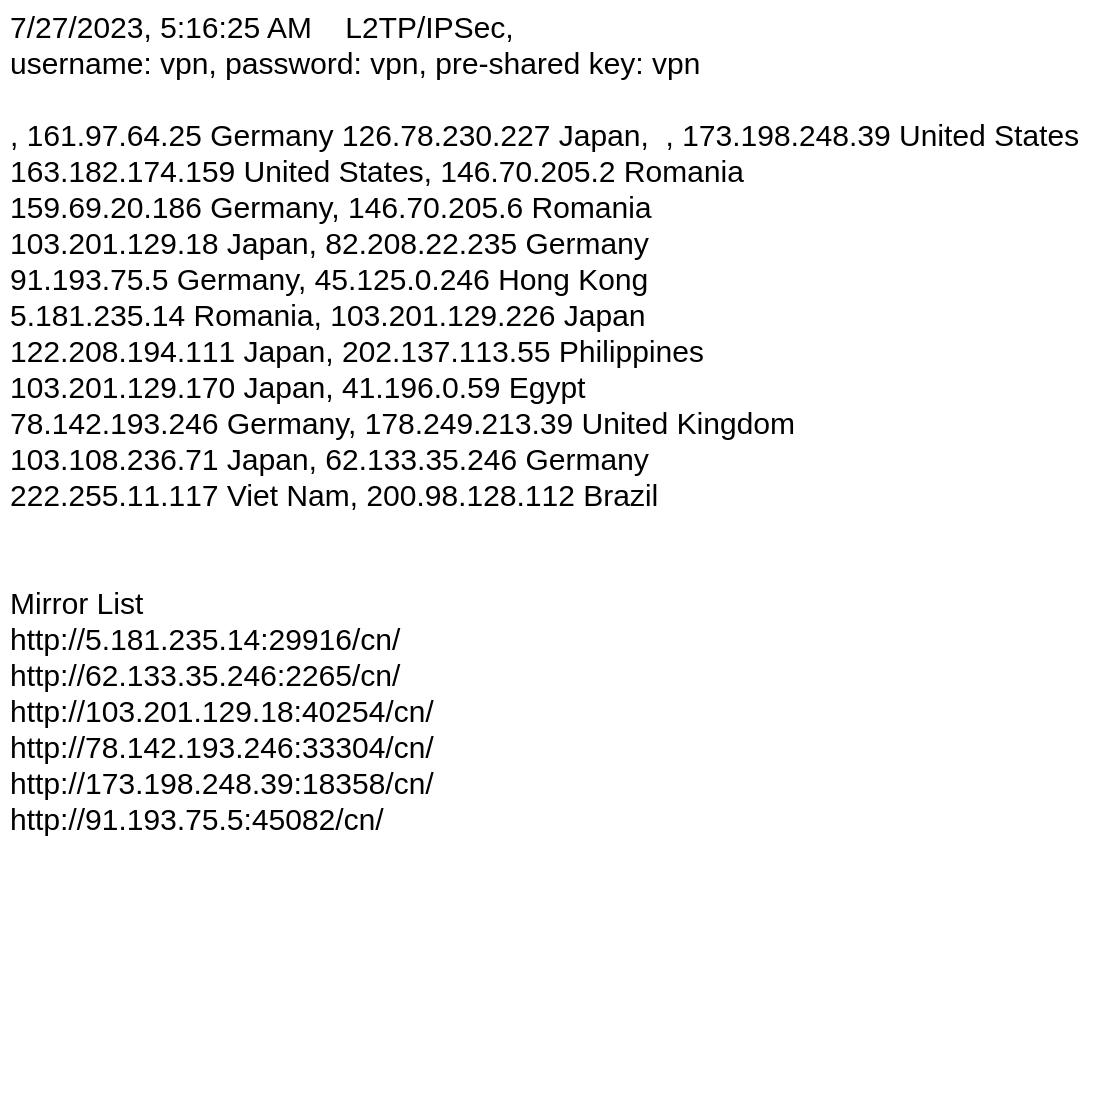 7/27/2023, 5:16:25 AM    L2TP/IPSec,
username: vpn, password: vpn, pre-shared key: vpn
, 161.97.64.25 Germany 126.78.230.227 Japan,  , 173.198.248.39 United States
163.182.174.159 United States, 146.70.205.2 Romania
159.69.20.186 Germany, 146.70.205.6 Romania
103.201.129.18 Japan, 82.208.22.235 Germany
91.193.75.5 Germany, 45.125.0.246 Hong Kong
5.181.235.14 Romania, 103.201.129.226 Japan
122.208.194.111 Japan, 202.137.113.55 Philippines
103.201.129.170 Japan, 41.196.0.59 Egypt
78.142.193.246 Germany, 178.249.213.39 United Kingdom
103.108.236.71 Japan, 62.133.35.246 Germany
222.255.11.117 Viet Nam, 200.98.128.112 Brazil
Mirror List
http://5.181.235.14:29916/cn/
http://62.133.35.246:2265/cn/
http://103.201.129.18:40254/cn/
http://78.142.193.246:33304/cn/
http://173.198.248.39:18358/cn/
http://91.193.75.5:45082/cn/